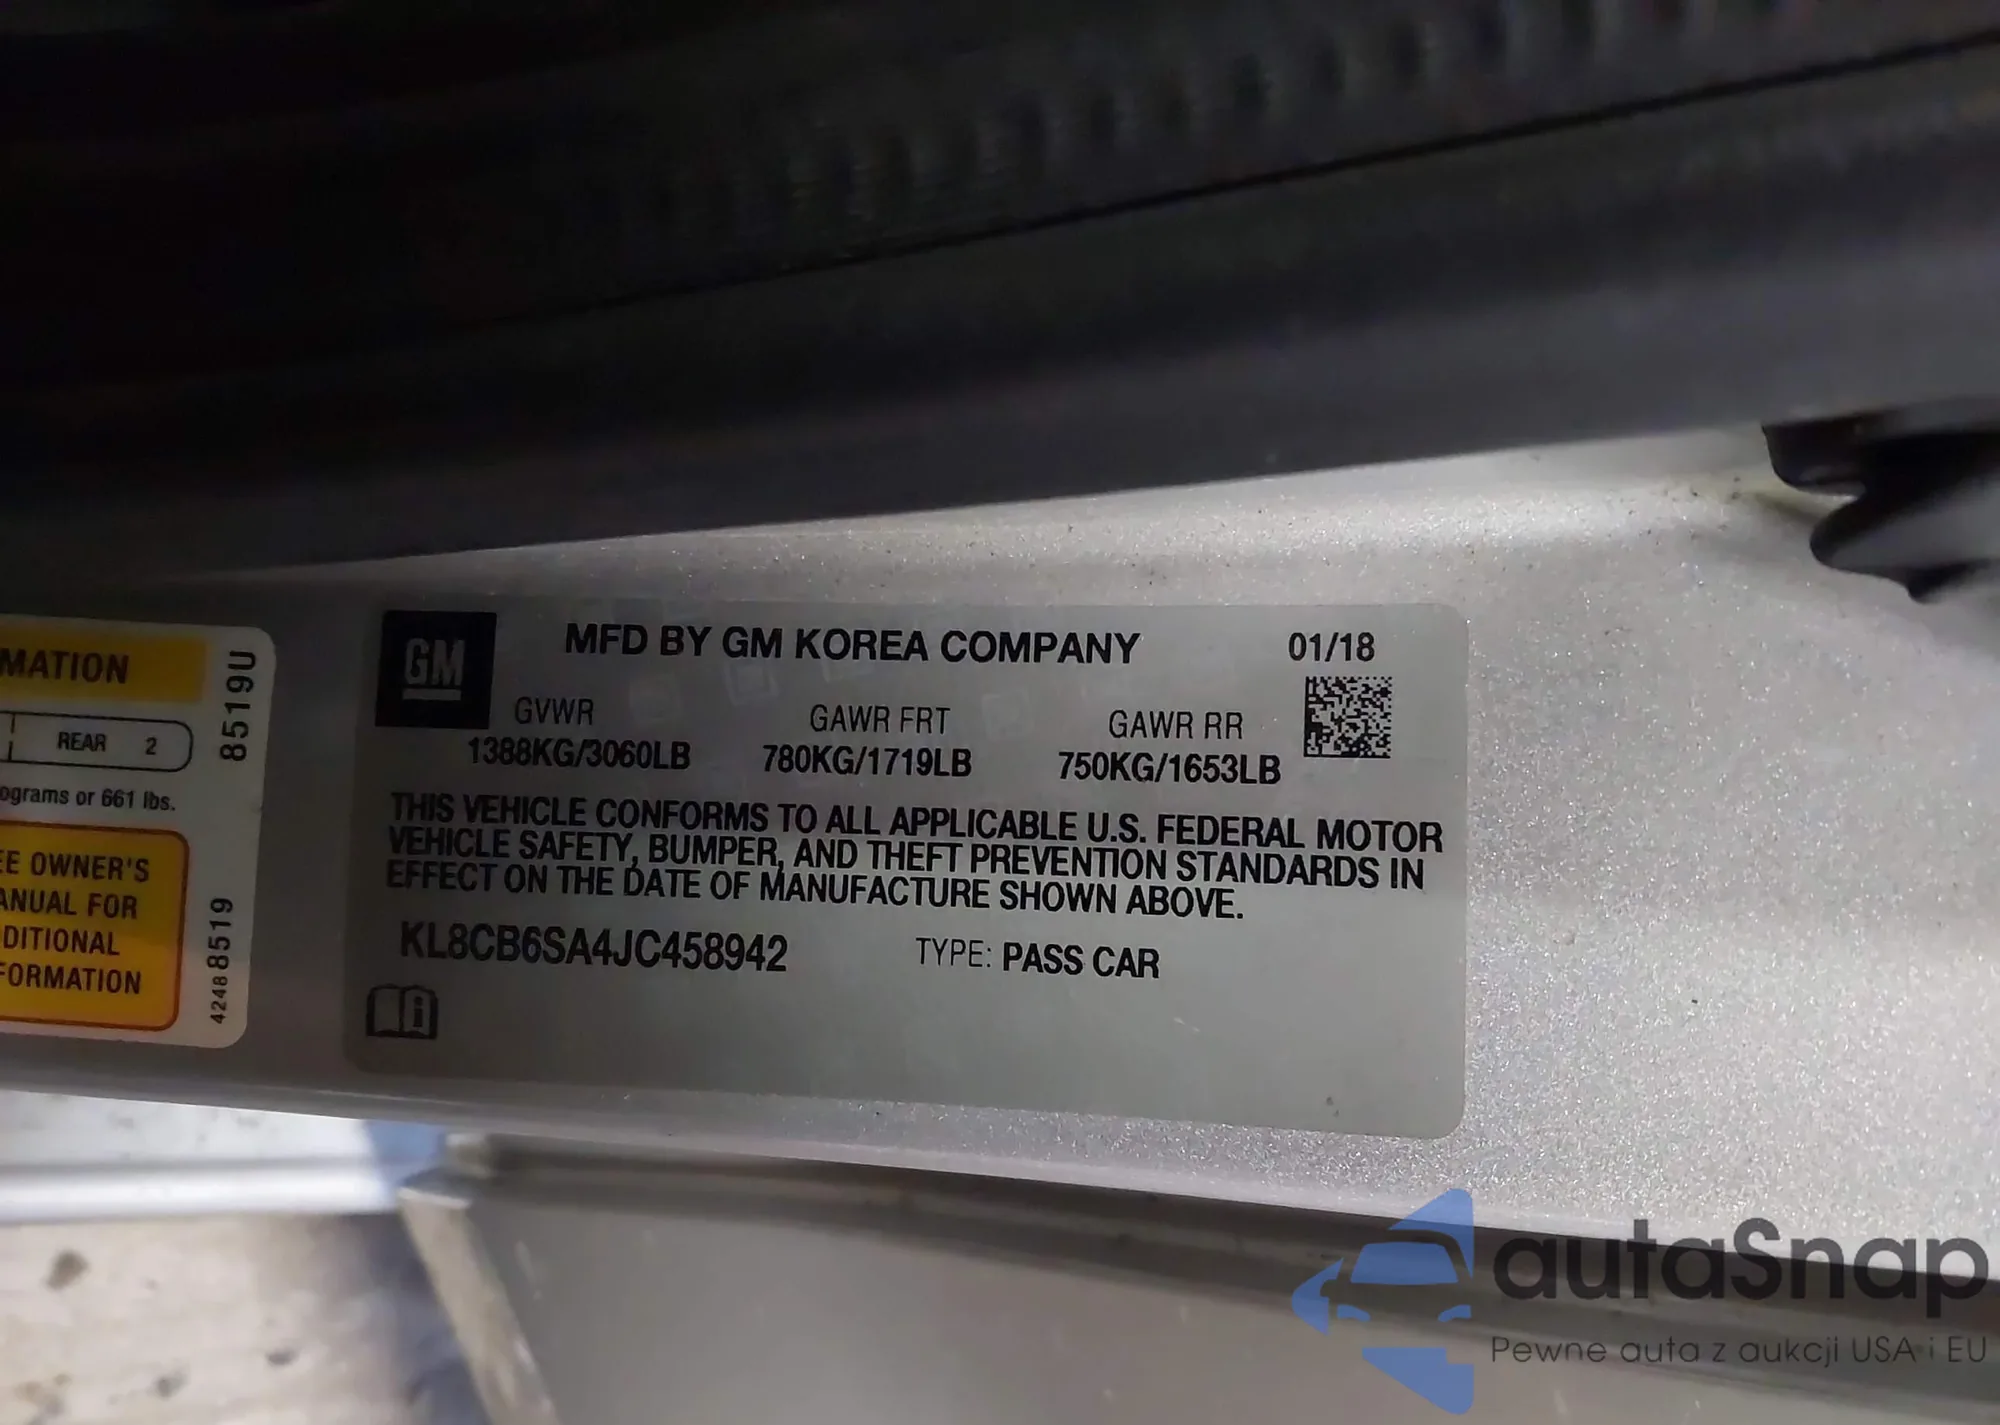 MATION
REAR 2
ograms or 661 lbs.
EE OWNER'S
ANUAL FOR
DITIONAL
FORMATION
8519U
42488519
GM
MFD BY GM KOREA COMPANY 01/18
GVWR GAWR FRT GAWR RR
1388KG/3060LB 780KG/1719LB 750KG/1653LB
THIS VEHICLE CONFORMS TO ALL APPLICABLE U.S. FEDERAL MOTOR
VEHICLE SAFETY, BUMPER, AND THEFT PREVENTION STANDARDS IN
EFFECT ON THE DATE OF MANUFACTURE SHOWN ABOVE.
KL8CB6SA4JC458942 TYPE: PASS CAR
i
autaSnap
Pewne auta z aukcji USA i EU